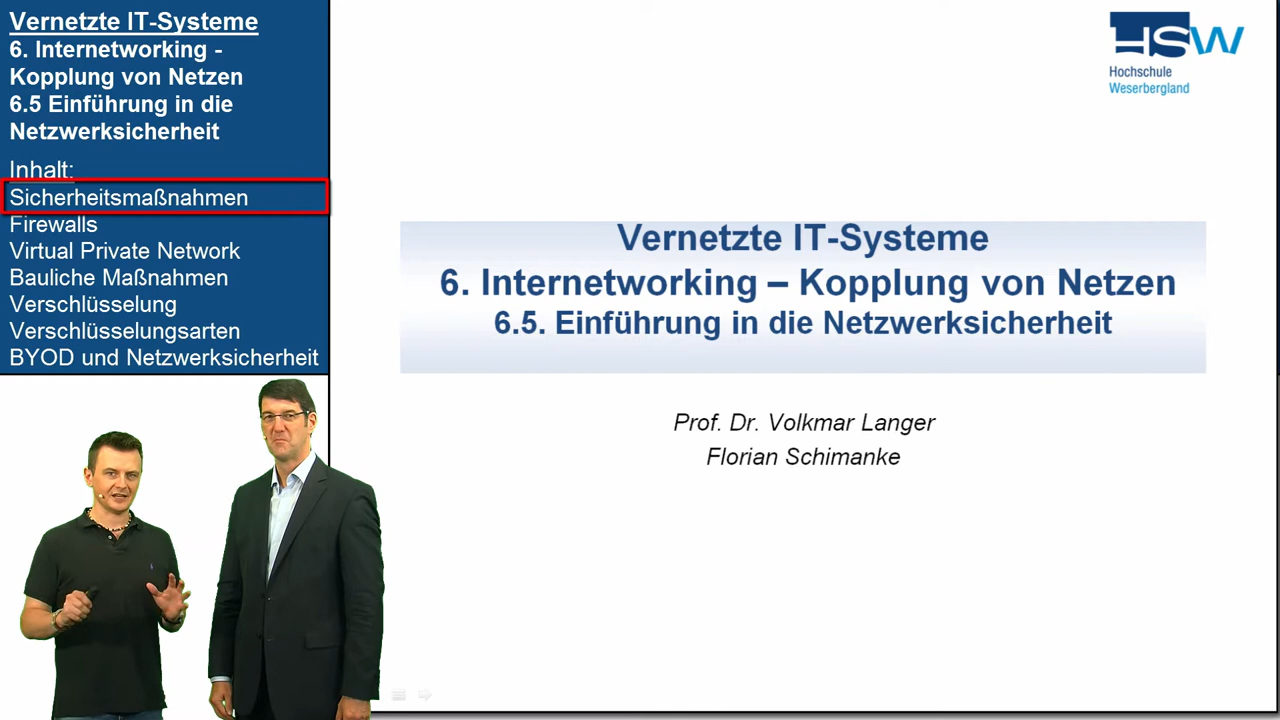 Vernetzte IT-Systeme
6. Internetworking -
Kopplung von Netzen
6.5 Einführung in die
Netzwerksicherheit
Inhalt:
Sicherheitsmaßnahmen
Firewalls
Virtual Private Network
Bauliche Maßnahmen
Verschlüsselung
Verschlüsselungsarten
BYOD und Netzwerksicherheit
HSW
Hochschule
Weserbergland
Vernetzte IT-Systeme
6. Internetworking – Kopplung von Netzen
6.5. Einführung in die Netzwerksicherheit
Prof. Dr. Volkmar Langer
Florian Schimanke